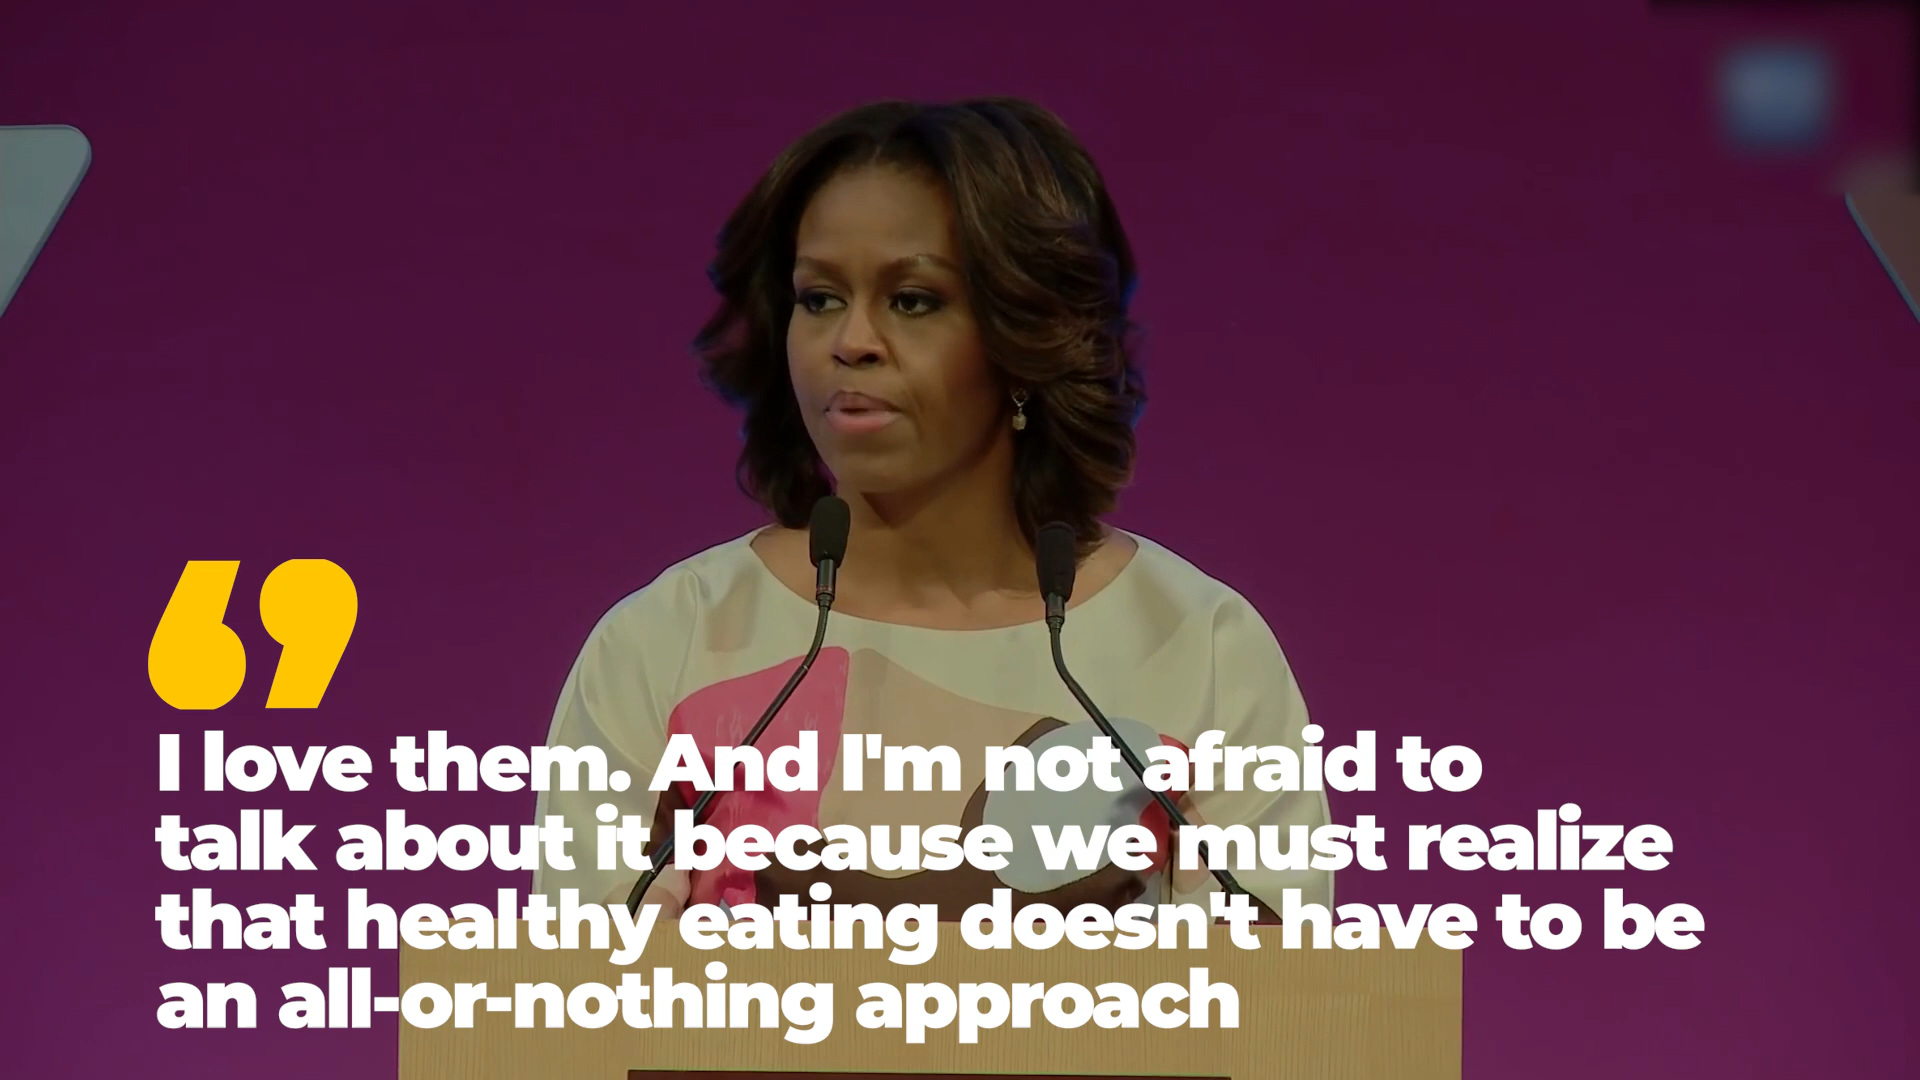 I love them. And I'm not afraid to
talk about it because we must realize
that healthy eating doesn't have to be
an all-or-nothing approach